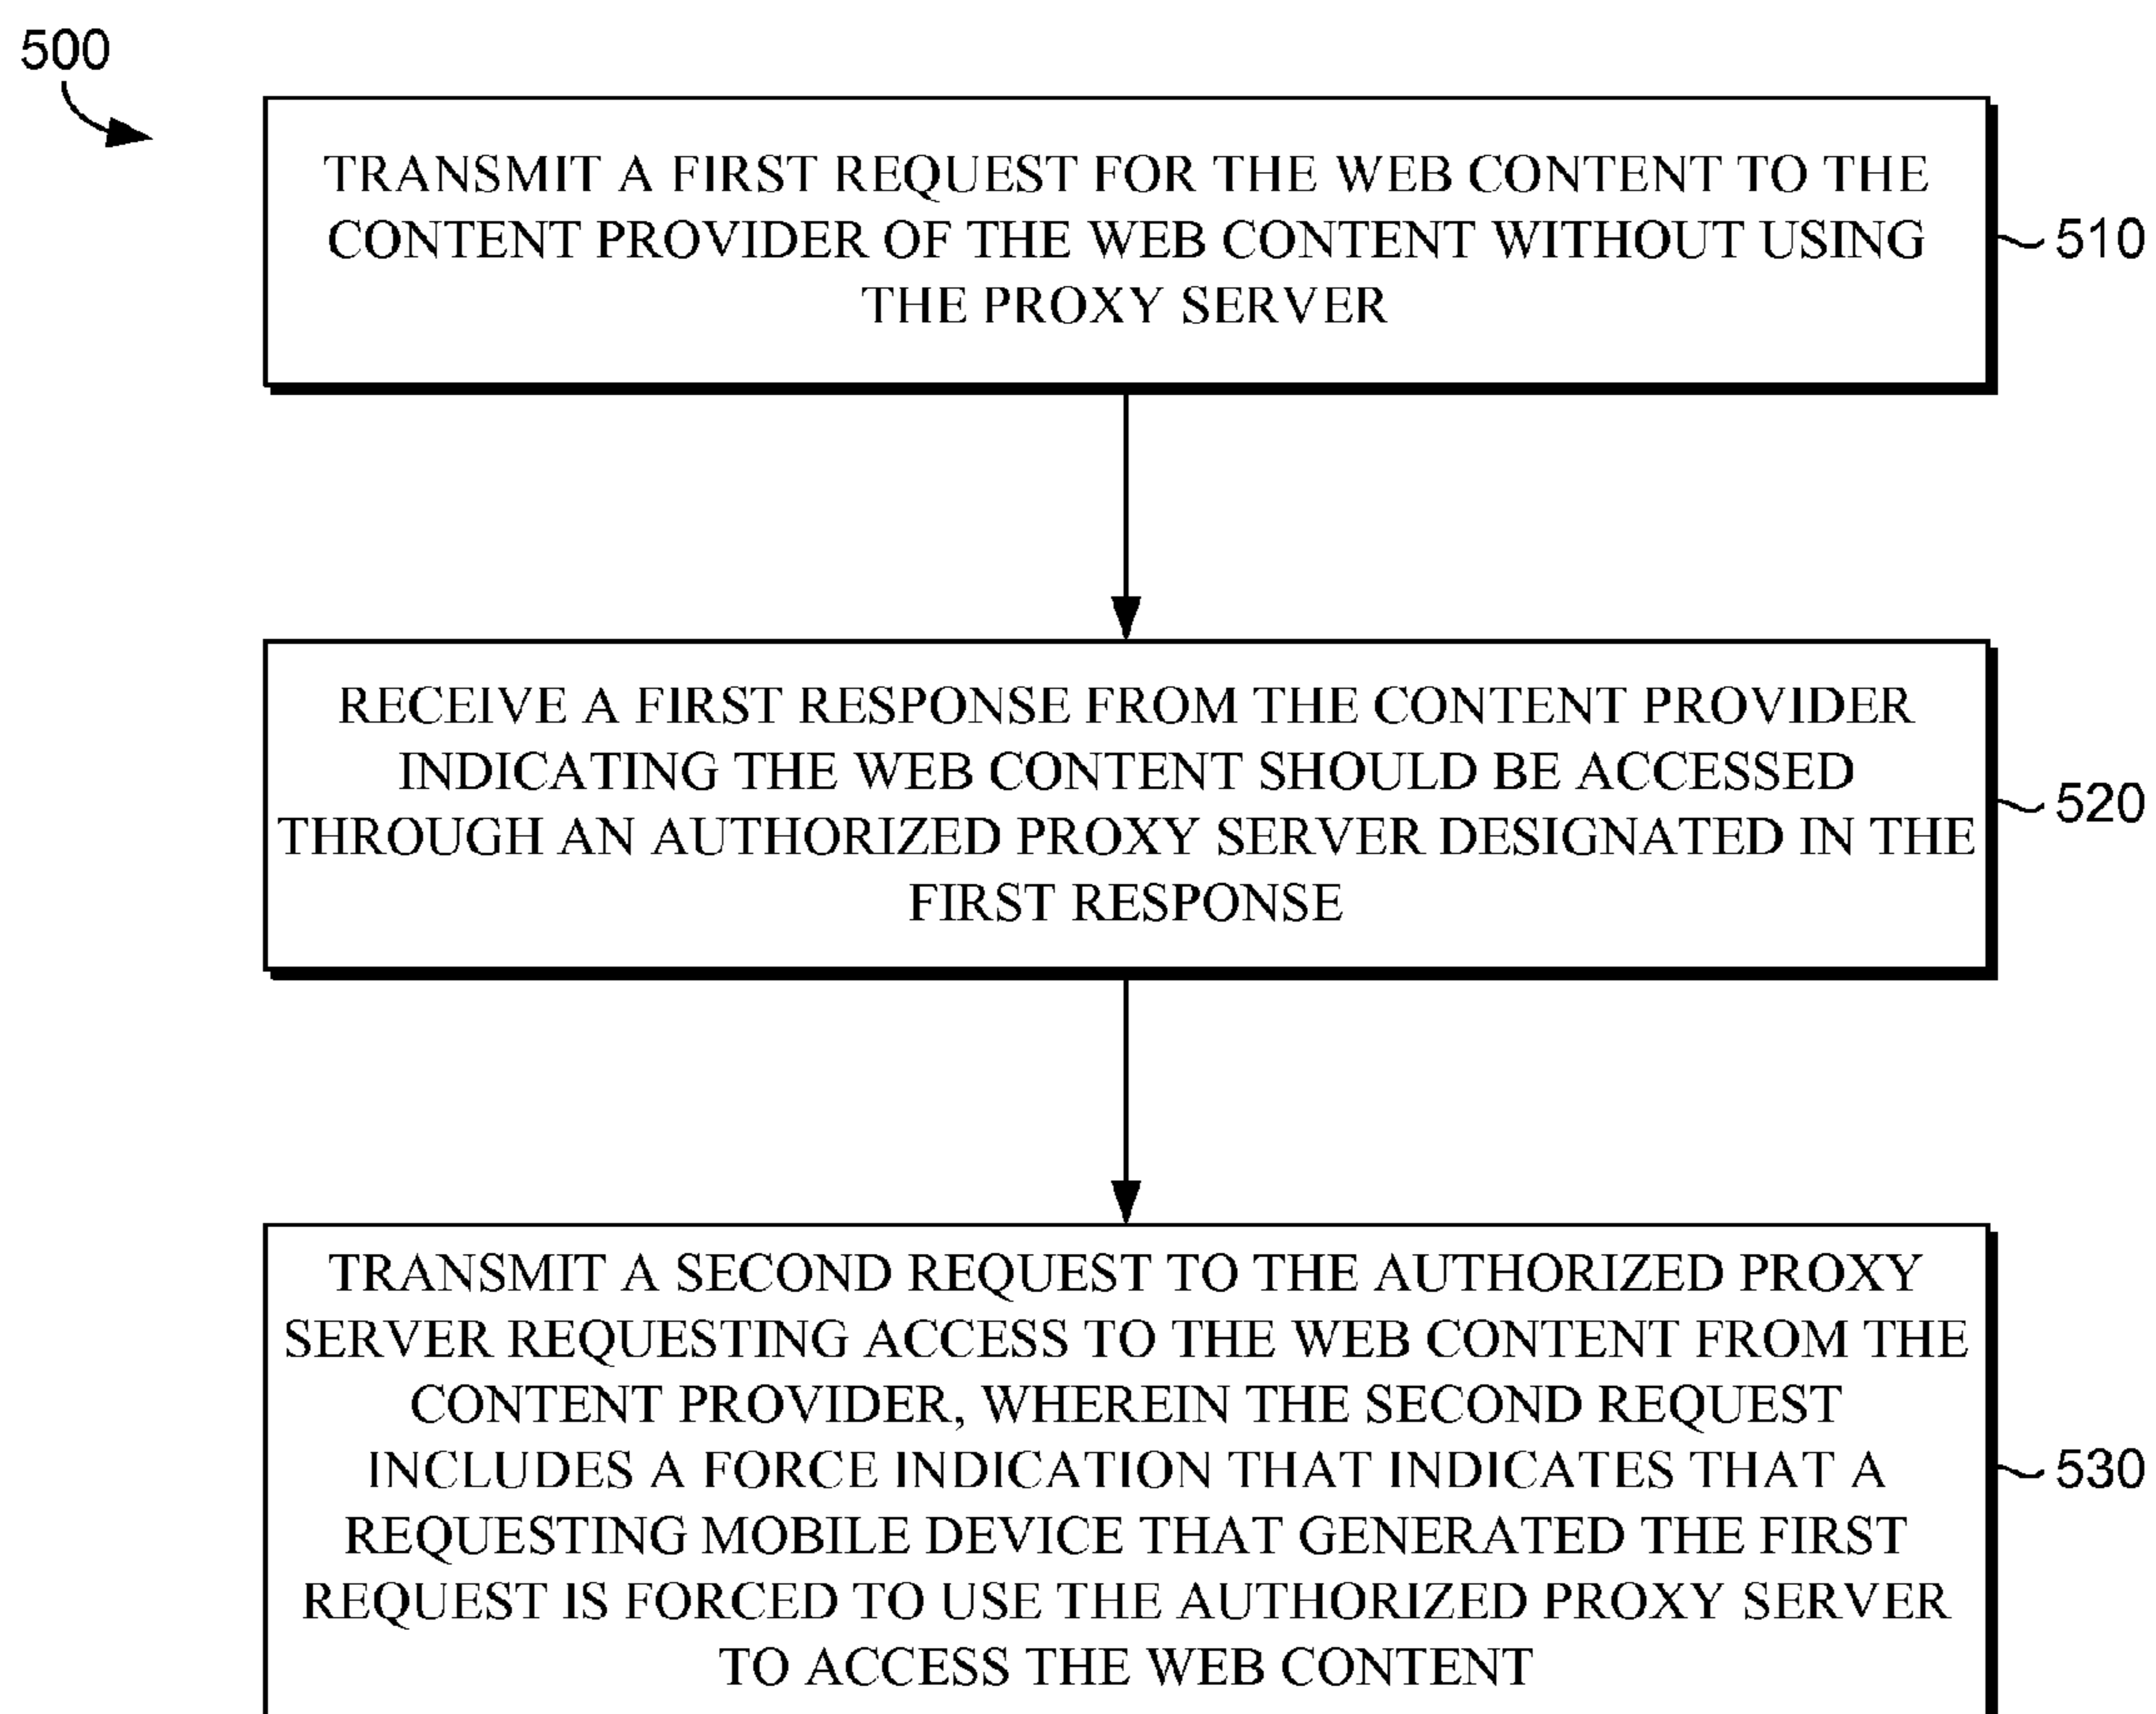 500
TRANSMIT A FIRST REQUEST FOR THE WEB CONTENT TO THE
CONTENT PROVIDER OF THE WEB CONTENT WITHOUT USING
THE PROXY SERVER
510
RECEIVE A FIRST RESPONSE FROM THE CONTENT PROVIDER
INDICATING THE WEB CONTENT SHOULD BE ACCESSED
THROUGH AN AUTHORIZED PROXY SERVER DESIGNATED IN THE
FIRST RESPONSE
520
TRANSMIT A SECOND REQUEST TO THE AUTHORIZED PROXY
SERVER REQUESTING ACCESS TO THE WEB CONTENT FROM THE
CONTENT PROVIDER, WHEREIN THE SECOND REQUEST
INCLUDES A FORCE INDICATION THAT INDICATES THAT A
REQUESTING MOBILE DEVICE THAT GENERATED THE FIRST
REQUEST IS FORCED TO USE THE AUTHORIZED PROXY SERVER
TO ACCESS THE WEB CONTENT
530